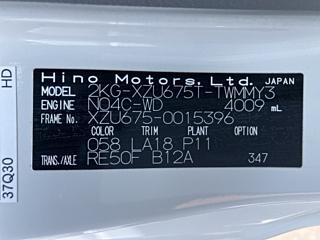 Hino Motors, Ltd. JAPAN
MODEL 2KG-XZU675T-TWMMY3
ENGINE N04C-WD 4009 mL
FRAME No. XZU675-0015396
COLOR TRIM PLANT
058 LA18 P11
TRANS./AXLE RE50F B12A 347
HD
37Q30